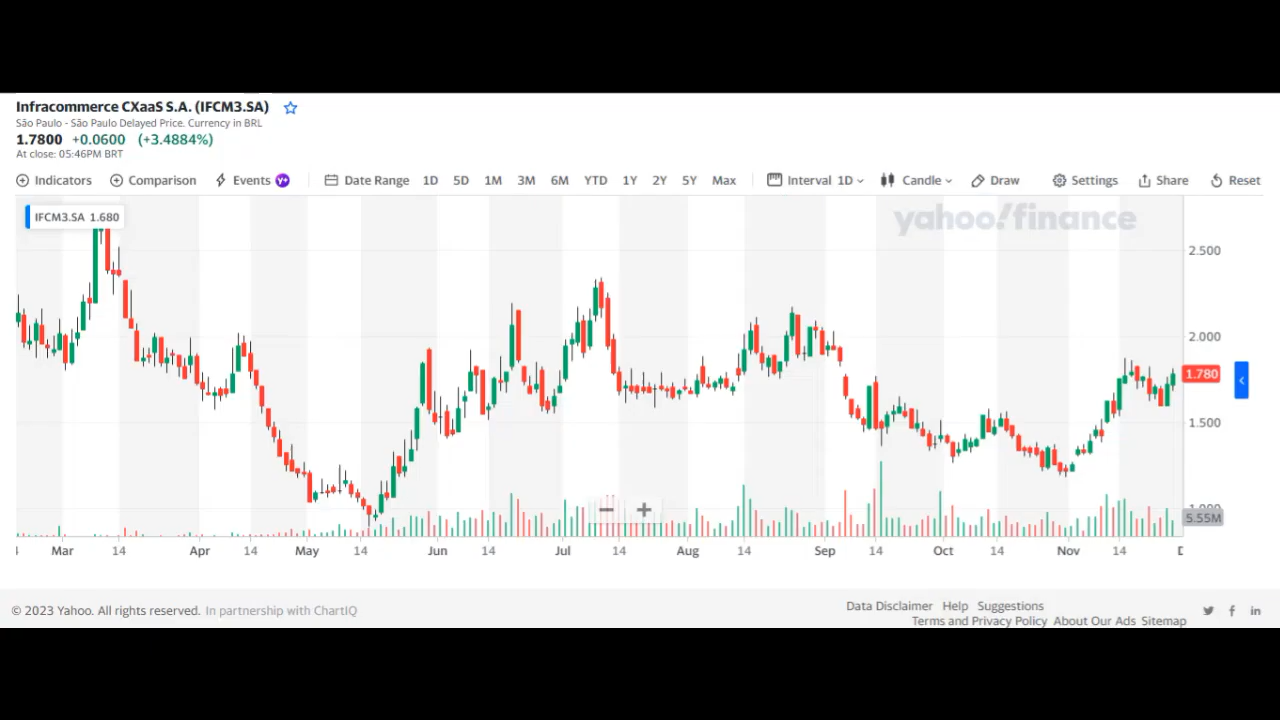 Infracommerce CXaaS S.A. (IFCM3.SA)
São Paulo - São Paulo Delayed Price. Currency in BRL
1.7800 +0.0600 (+3.4884%)
At close: 05:46PM BRT
Indicators Comparison Events Y+ Date Range 1D 5D 1M 3M 6M YTD 1Y 2Y 5Y Max Interval 1D Candle Draw Settings Share Reset
IFCM3.SA 1.680
yahoo!finance
2.500
2.000
1.780
1.500
1.000
5.55M
Mar 14 Apr 14 May 14 Jun 14 Jul 14 Aug 14 Sep 14 Oct 14 Nov 14
© 2023 Yahoo. All rights reserved. In partnership with ChartIQ
Data Disclaimer Help Suggestions
Terms and Privacy Policy About Our Ads Sitemap